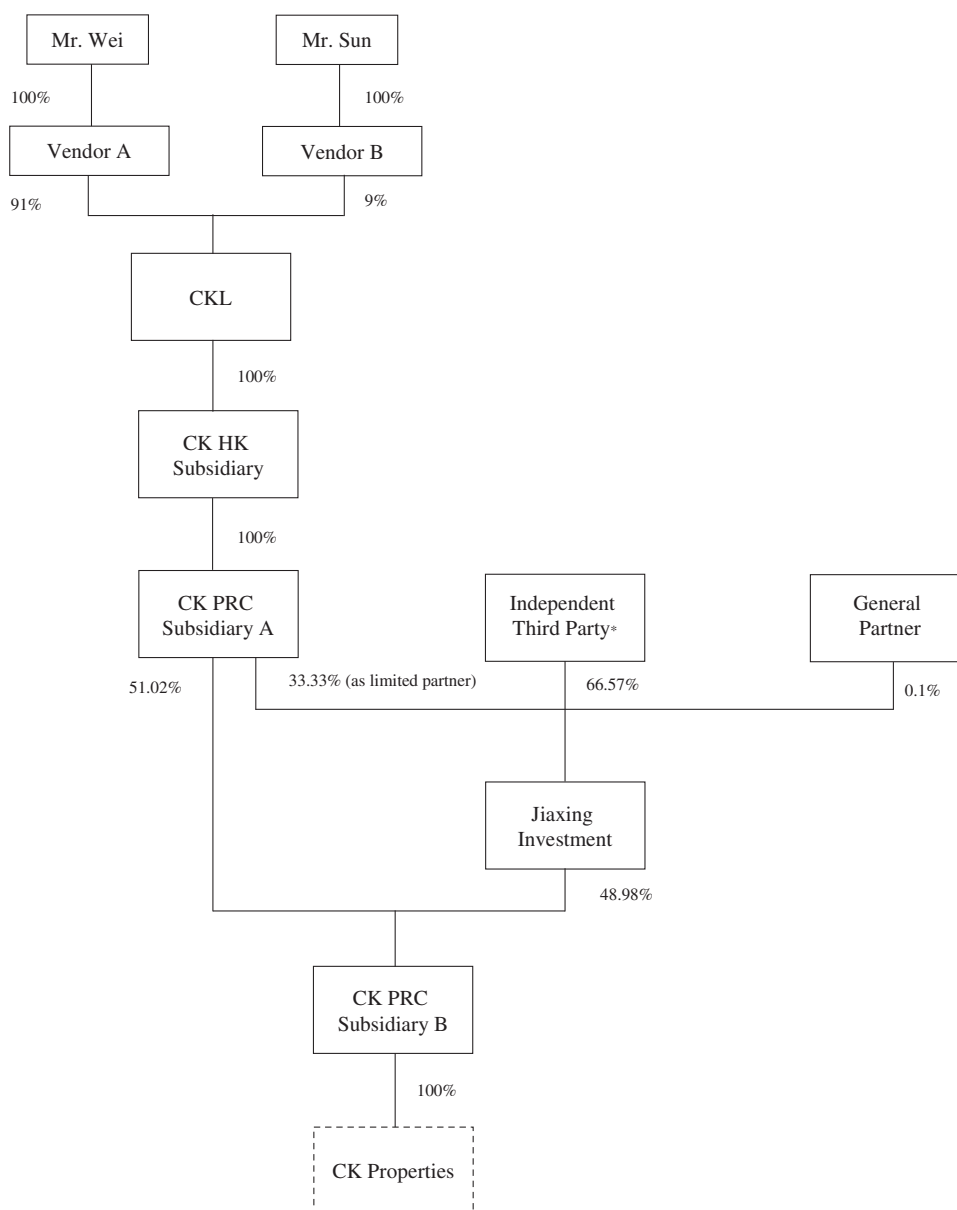 Mr. Wei
Mr. Sun
100%
100%
Vendor A
Vendor B
91%
9%
CKL
100%
CK HK
Subsidiary
100%
CK PRC
Subsidiary A
Independent
Third Party*
General
Partner
51.02%
33.33% (as limited partner)
66.57%
0.1%
Jiaxing
Investment
48.98%
CK PRC
Subsidiary B
100%
CK Properties